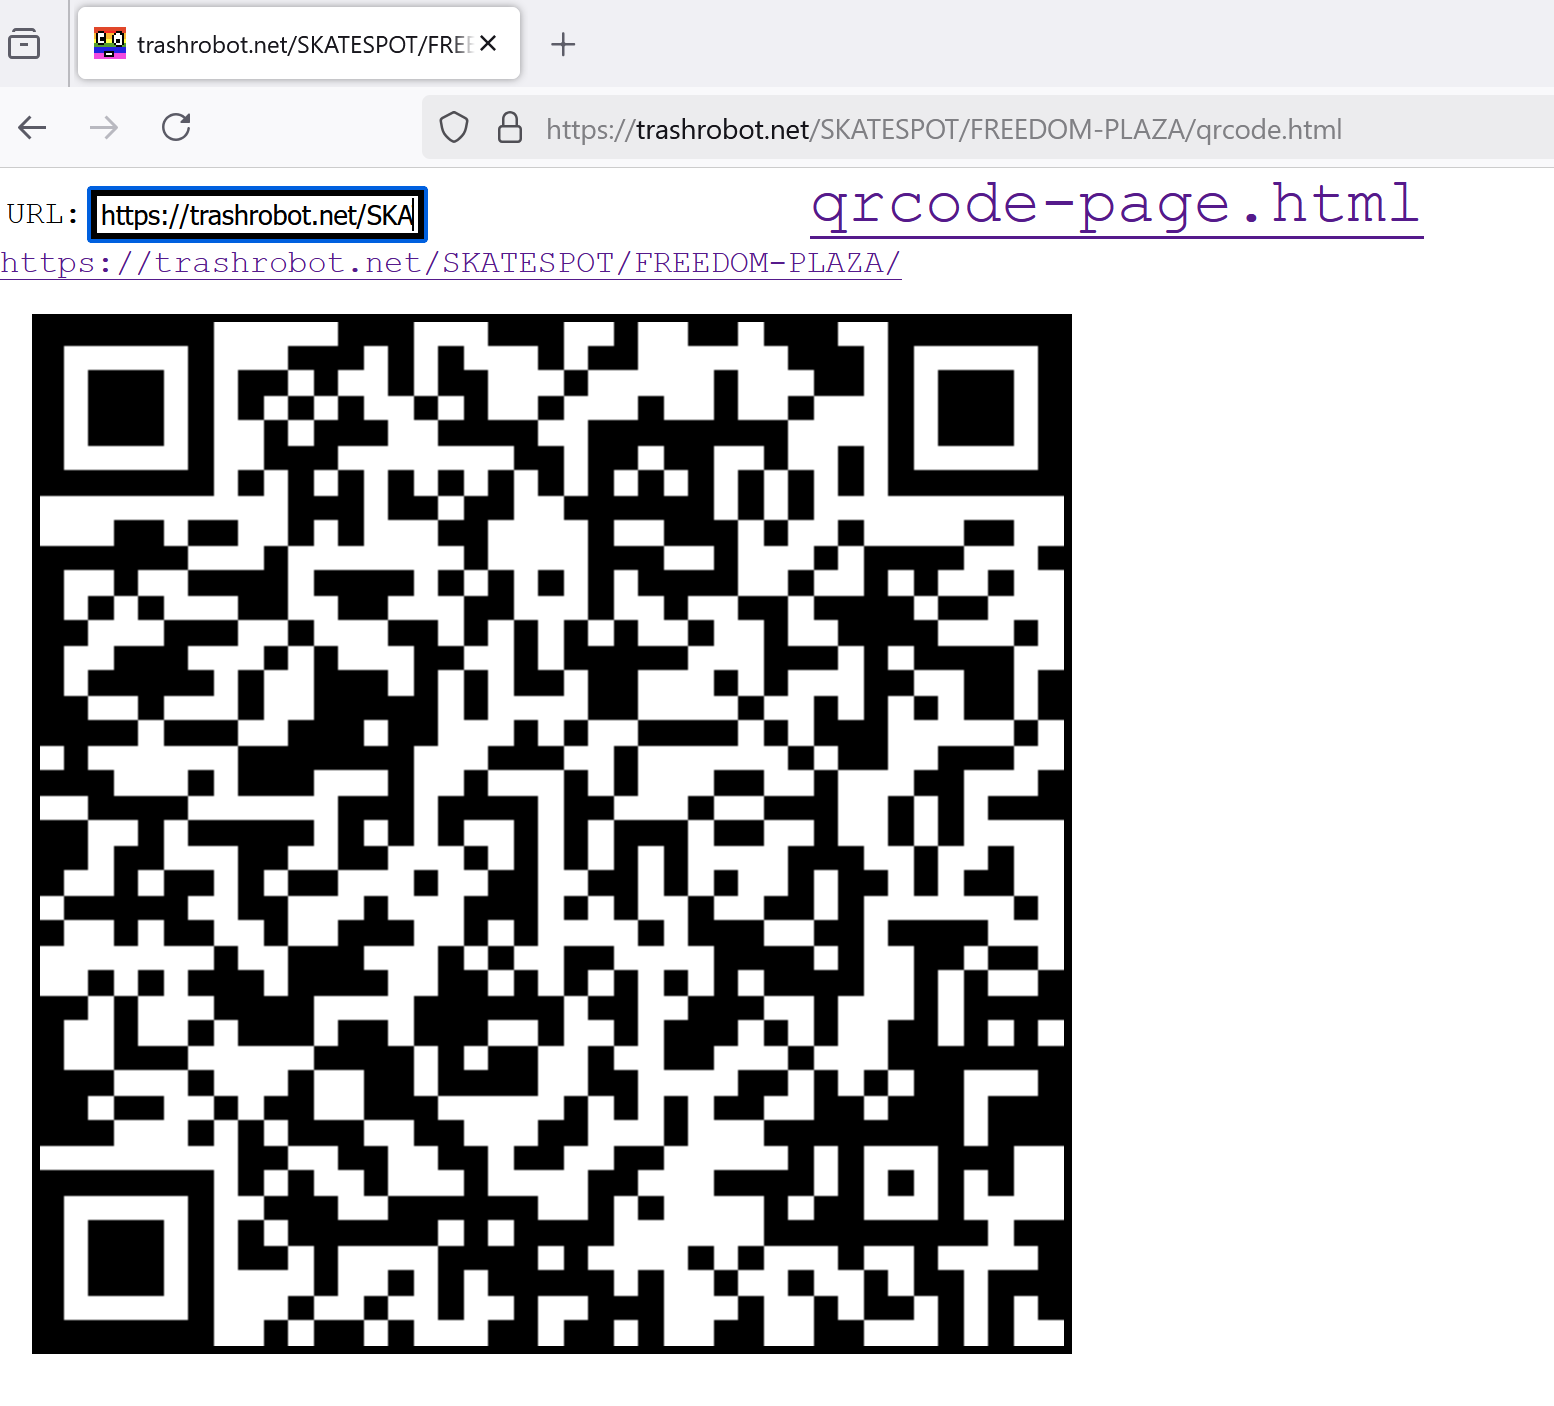 trashrobot.net/SKATESPOT/FREE
https://trashrobot.net/SKATESPOT/FREEDOM-PLAZA/qrcode.html
URL: https://trashrobot.net/SKA
qrcode-page.html
https://trashrobot.net/SKATESPOT/FREEDOM-PLAZA/